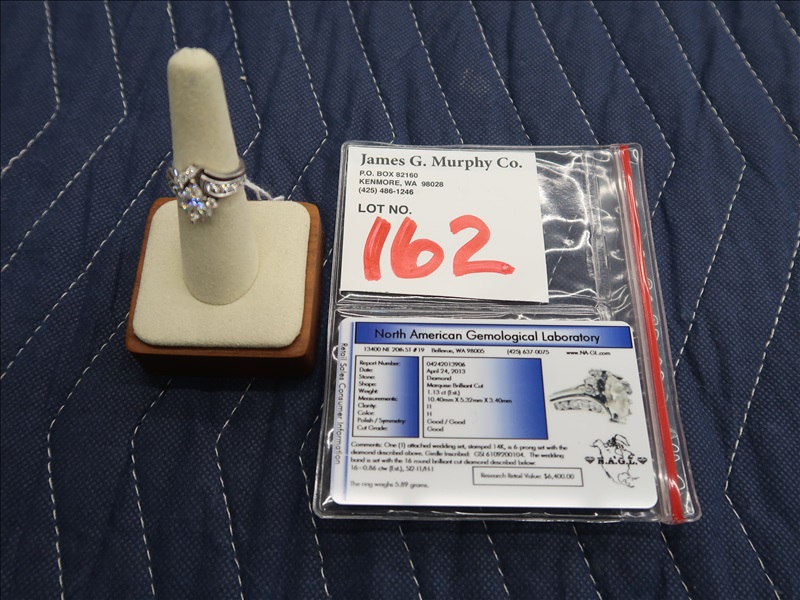 James G. Murphy Co.
P.O. BOX 82160
KENMORE, WA 98028
(425) 486-1246
LOT NO.
162
North American Gemological Laboratory
13400 NE 20th ST #19 Bellevue, WA 98005 (425) 637-0075 www.NA-GL.com
Retail Sales Consumer Information
Report Number: 04242013906
Date: April 24, 2013
Stone: Diamond
Shape: Marquise Brilliant Cut
Weight: 1.13 ct (Est.)
Measurements: 10.40mm X 5.32mm X 3.40mm
Clarity: I1
Color: H
Polish / Symmetry: Good / Good
Cut Grade: Good
Comments: One (1) attached wedding set, stamped 14K, is 6-prong set with the
diamond described above. Girdle Inscribed: GSI 6109200104. The wedding
band is set with the 16 round brilliant cut diamond described below:
16=0.86 ctw (Est.), SI2-I1/H-I
The ring weighs 5.89 grams.
Research Retail Value: $6,400.00
N.A.G.L.